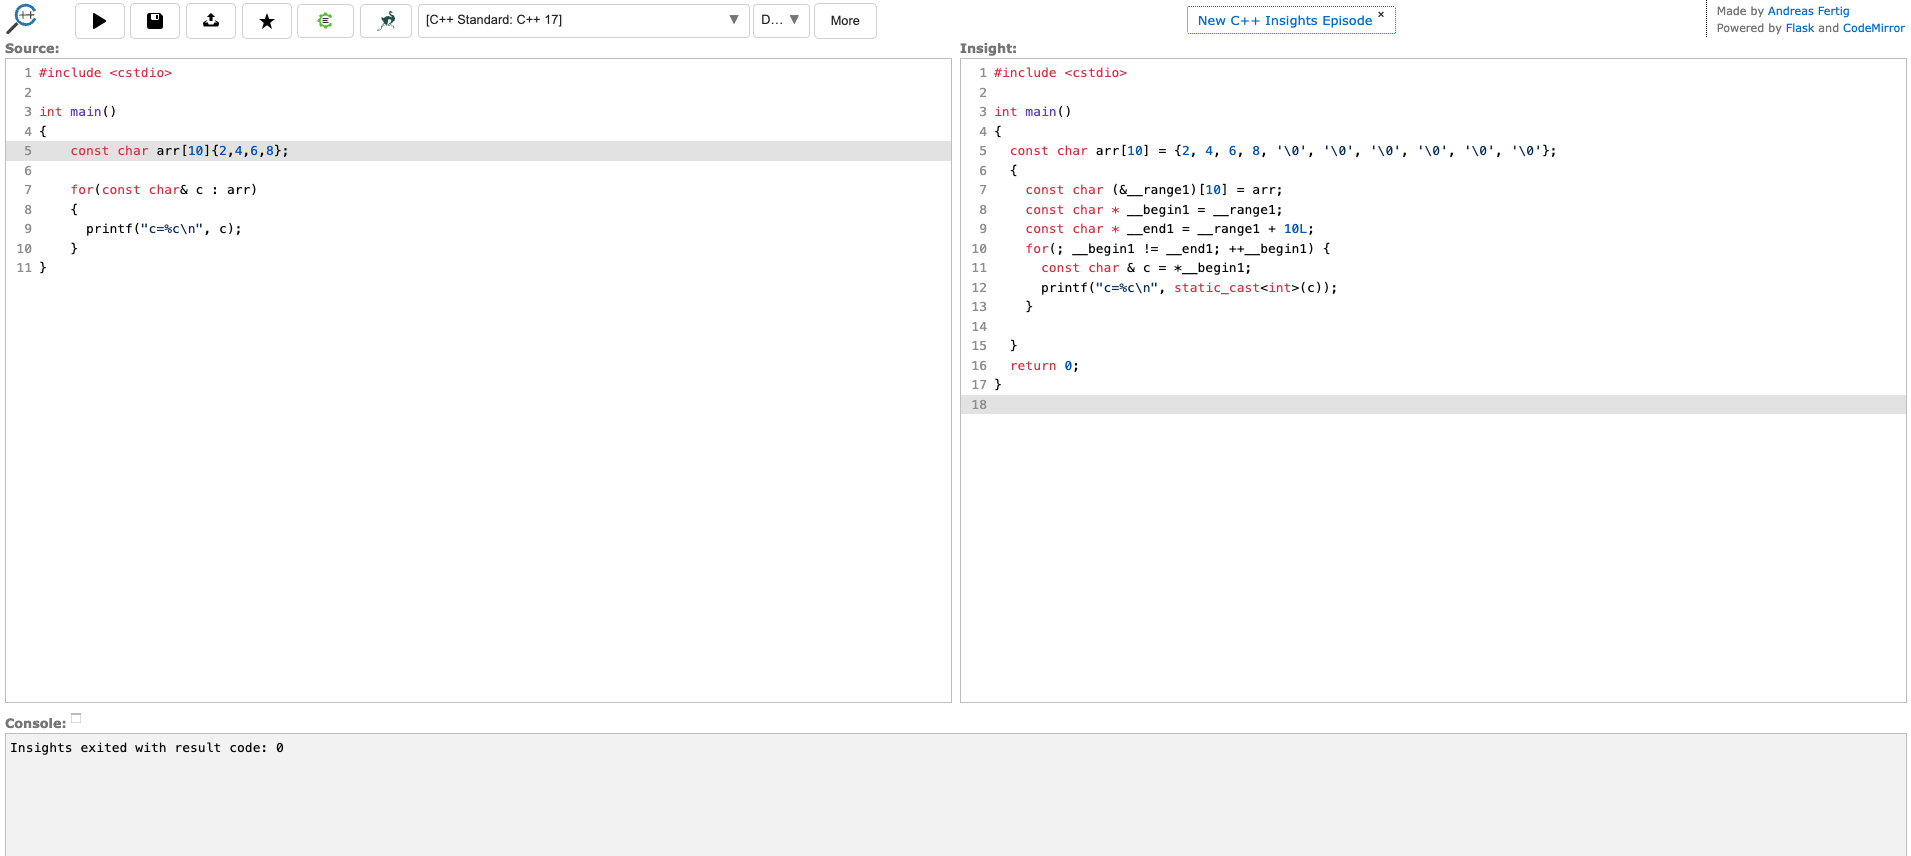 [C++ Standard: C++ 17]
D...
More
New C++ Insights Episode ×
Made by Andreas Fertig
Powered by Flask and CodeMirror
Source:
1 #include <cstdio>
2
3 int main()
4 {
5     const char arr[10]{2,4,6,8};
6
7     for(const char& c : arr)
8     {
9       printf("c=%c\n", c);
10     }
11 }
Insight:
1 #include <cstdio>
2
3 int main()
4 {
5   const char arr[10] = {2, 4, 6, 8, '\0', '\0', '\0', '\0', '\0', '\0'};
6   {
7     const char (&__range1)[10] = arr;
8     const char * __begin1 = __range1;
9     const char * __end1 = __range1 + 10L;
10     for(; __begin1 != __end1; ++__begin1) {
11       const char & c = *__begin1;
12       printf("c=%c\n", static_cast<int>(c));
13     }
14
15   }
16   return 0;
17 }
18
Console:
Insights exited with result code: 0